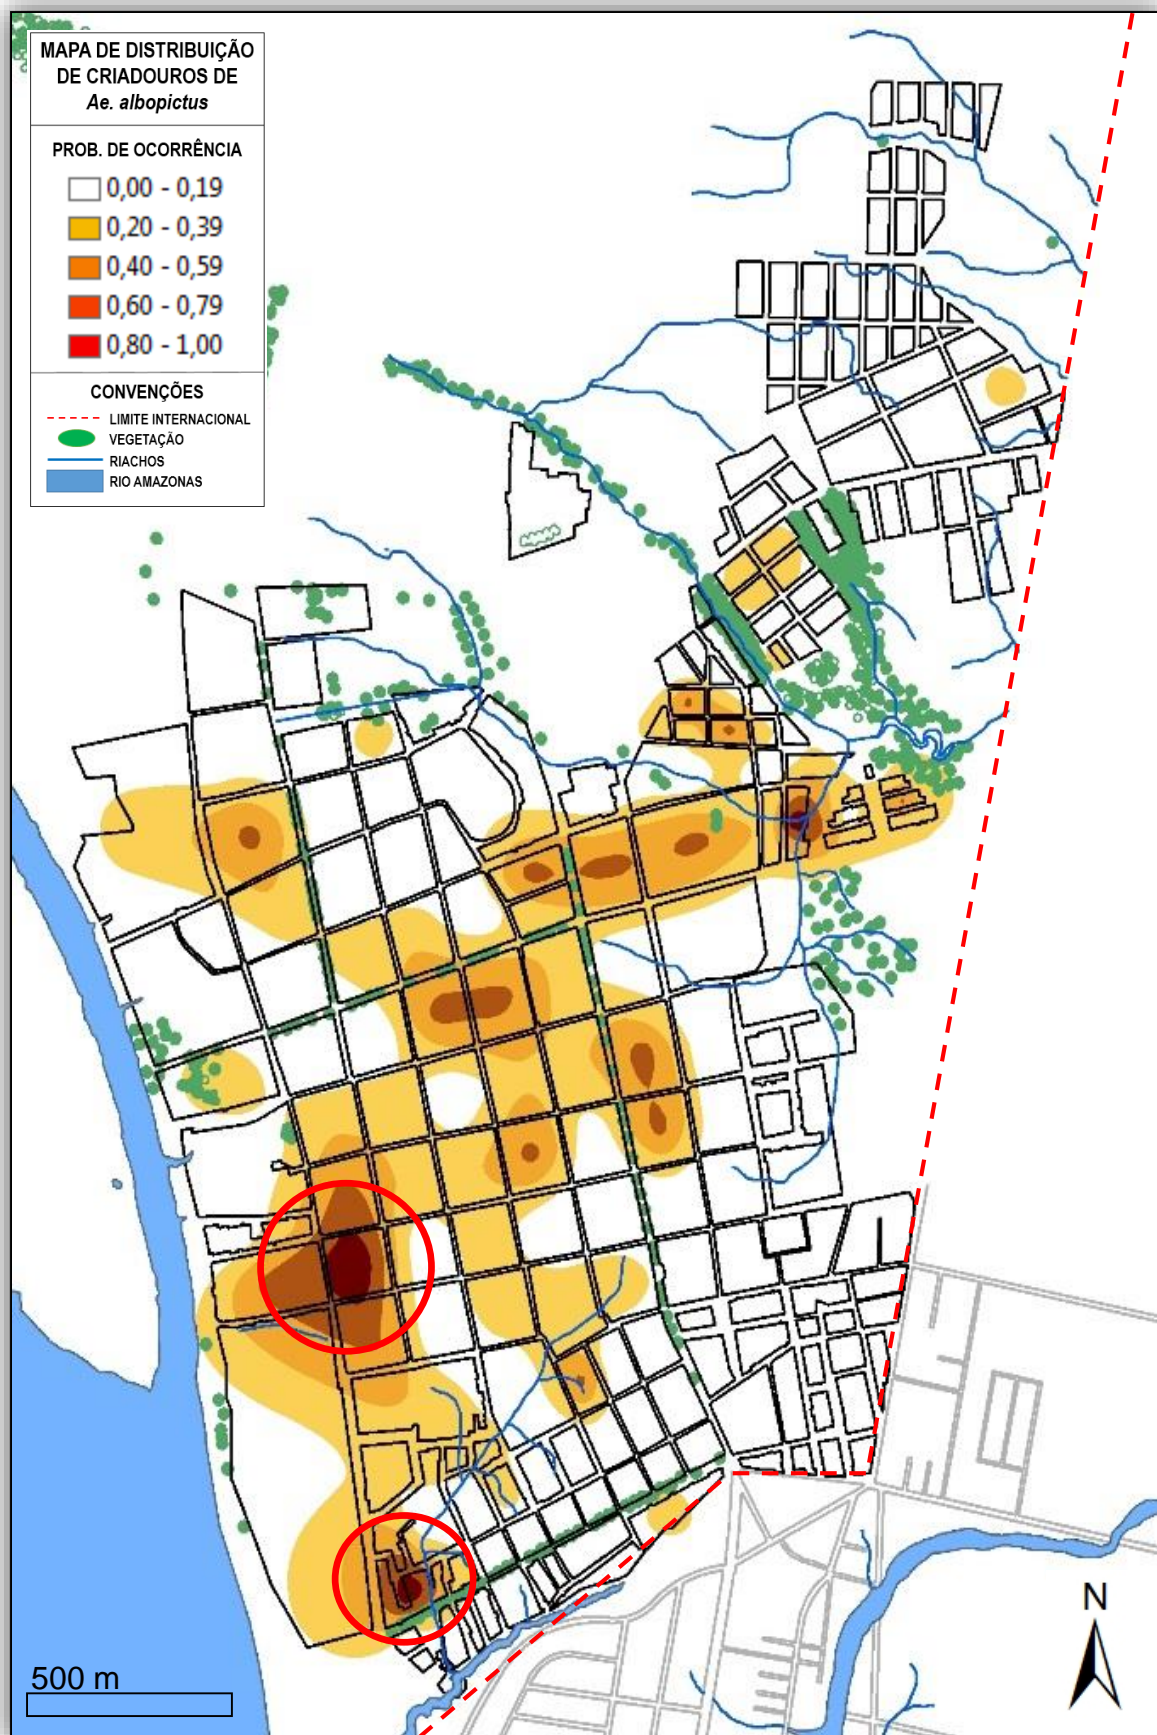 MAPA DE DISTRIBUIÇÃO
DE CRIADOUROS DE
Ae. albopictus
PROB. DE OCORRÊNCIA
0,00 - 0,19
0,20 - 0,39
0,40 - 0,59
0,60 - 0,79
0,80 - 1,00
CONVENÇÕES
LIMITE INTERNACIONAL
VEGETAÇÃO
RIACHOS
RIO AMAZONAS
N
500 m